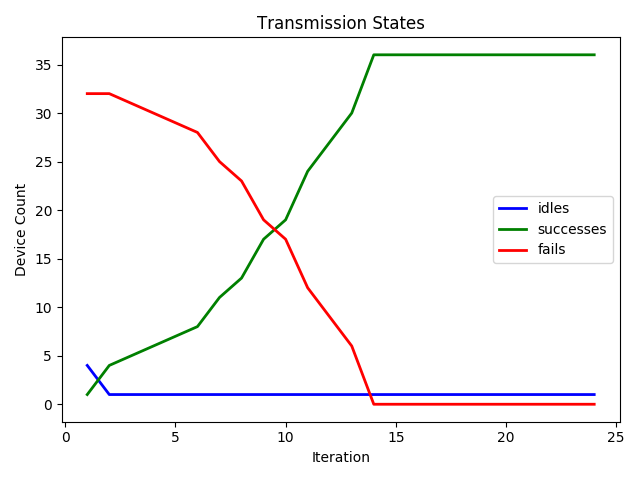 Transmission States
Device Count
35
30
25
20
15
10
5
0
idles
successes
fails
0 5 10 15 20 25
Iteration